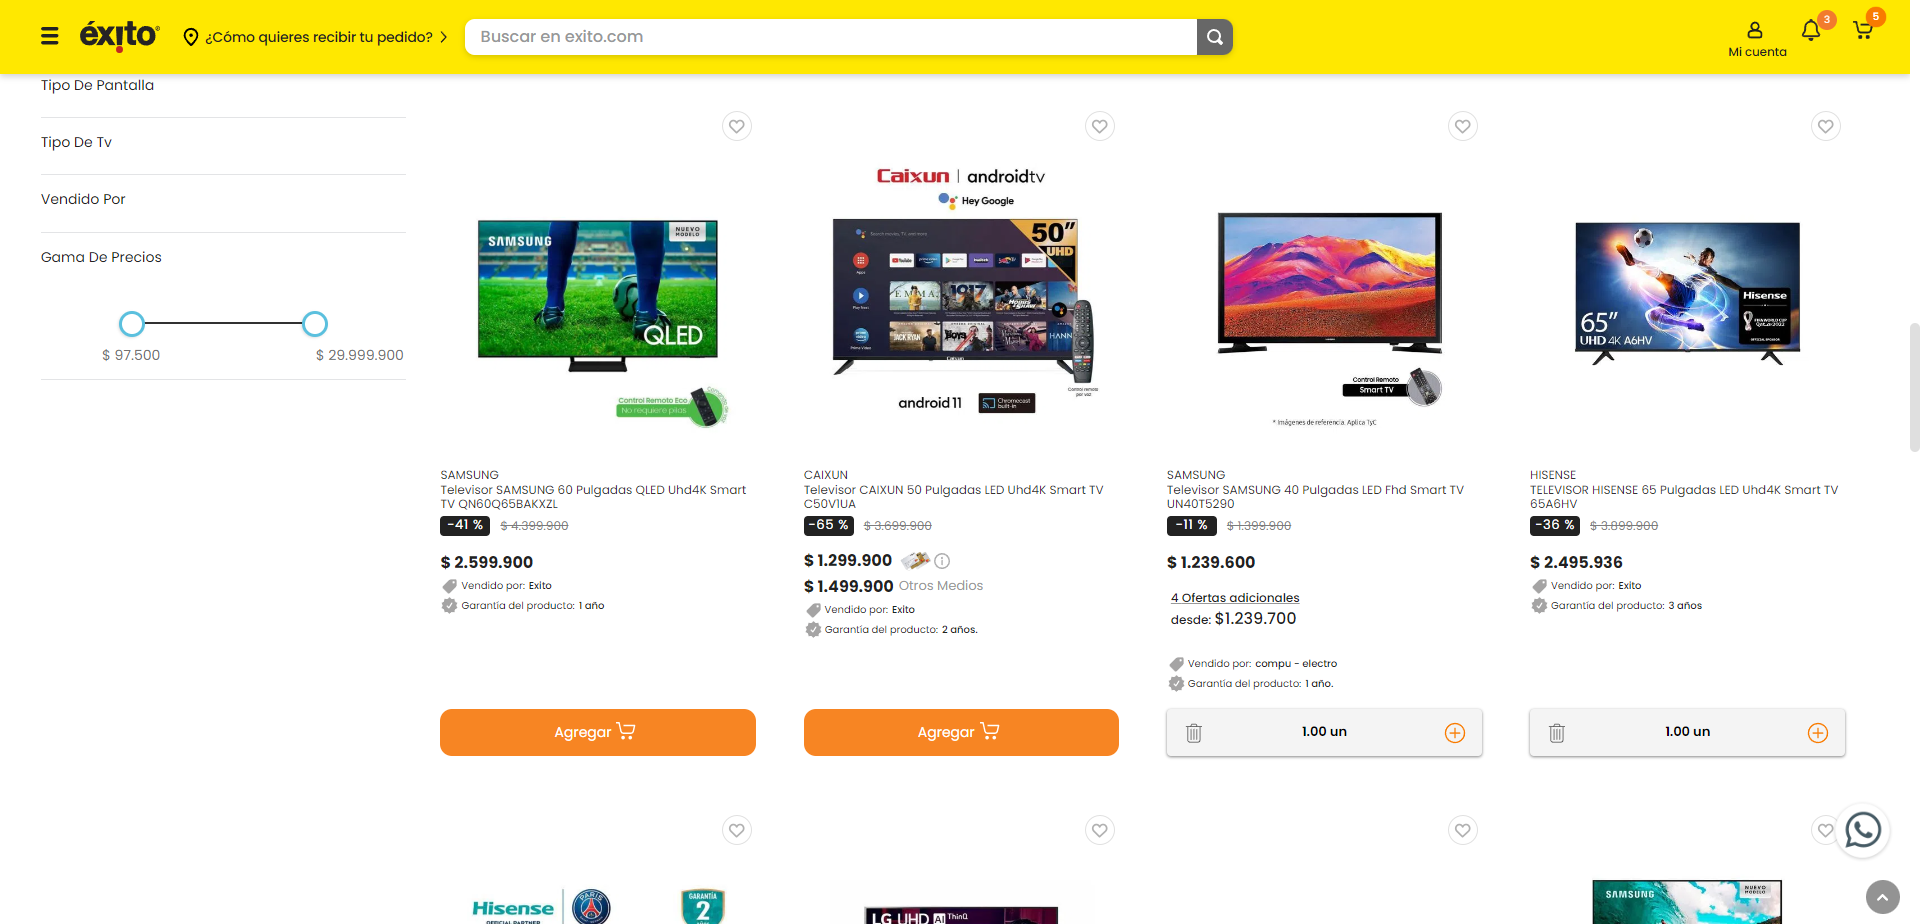 éxito
¿Cómo quieres recibir tu pedido?
Buscar en exito.com
Mi cuenta
3
5
Tipo De Pantalla
Tipo De Tv
Vendido Por
Gama De Precios
$ 97.500
$ 29.999.900
SAMSUNG
NUEVO
MODELO
QLED
Control Remoto Eco
No requiere pilas
SAMSUNG
Televisor SAMSUNG 60 Pulgadas QLED Uhd4K Smart
TV QN60Q65BAKXZL
-41 % $ 4.399.900
$ 2.599.900
Vendido por: Exito
Garantía del producto: 1 año
Agregar
Caixun | androidtv
Hey Google
50”
UHD
Caixun
Control remoto
por voz
android 11
Chromecast
built-in
CAIXUN
Televisor CAIXUN 50 Pulgadas LED Uhd4K Smart TV
C50V1UA
-65 % $ 3.699.900
$ 1.299.900
$ 1.499.900 Otros Medios
Vendido por: Exito
Garantía del producto: 2 años.
Agregar
Control Remoto
Smart TV
* Imágenes de referencia. Aplica TyC
SAMSUNG
Televisor SAMSUNG 40 Pulgadas LED Fhd Smart TV
UN40T5290
-11 % $ 1.399.900
$ 1.239.600
4 Ofertas adicionales
desde: $1.239.700
Vendido por: compu - electro
Garantía del producto: 1 año.
1.00 un
65”
UHD 4K A6HV
Hisense
HISENSE
TELEVISOR HISENSE 65 Pulgadas LED Uhd4K Smart TV
65A6HV
-36 % $ 3.899.900
$ 2.495.936
Vendido por: Exito
Garantía del producto: 3 años
1.00 un
Hisense
OFFICIAL PARTNER
PARIS
GARANTÍA
2
LG UHD AI ThinQ
SAMSUNG
NUEVO